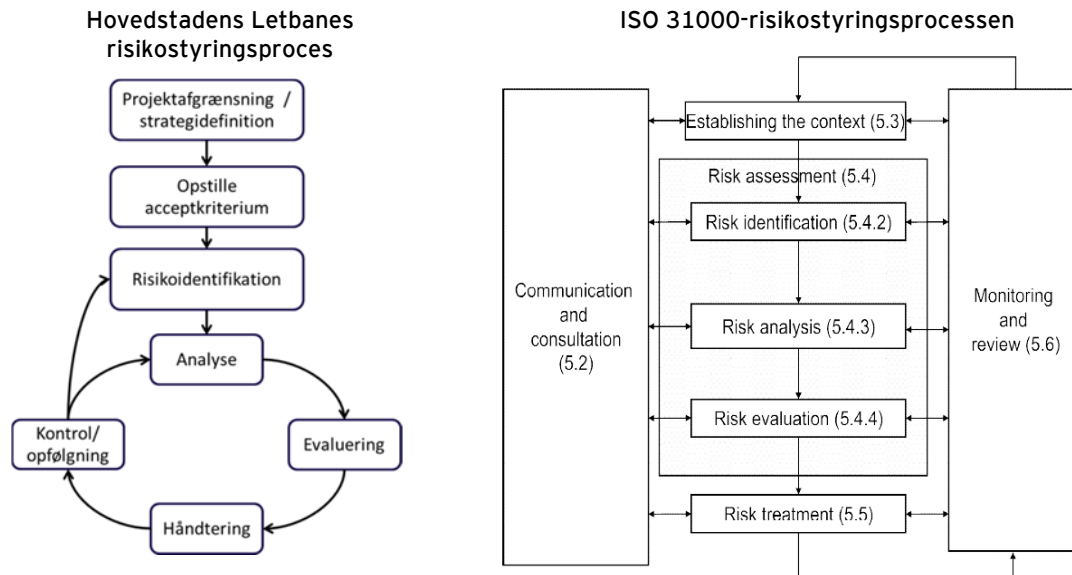 Hovedstadens Letbanes
risikostyringsproces
Projektafgrænsning /
strategidefinition
Opstille
acceptkriterium
Risikoidentifikation
Analyse
Kontrol/
opfølgning
Evaluering
Håndtering
ISO 31000-risikostyringsprocessen
Establishing the context (5.3)
Risk assessment (5.4)
Risk identification (5.4.2)
Communication
and
consultation
(5.2)
Risk analysis (5.4.3)
Monitoring
and
review (5.6)
Risk evaluation (5.4.4)
Risk treatment (5.5)